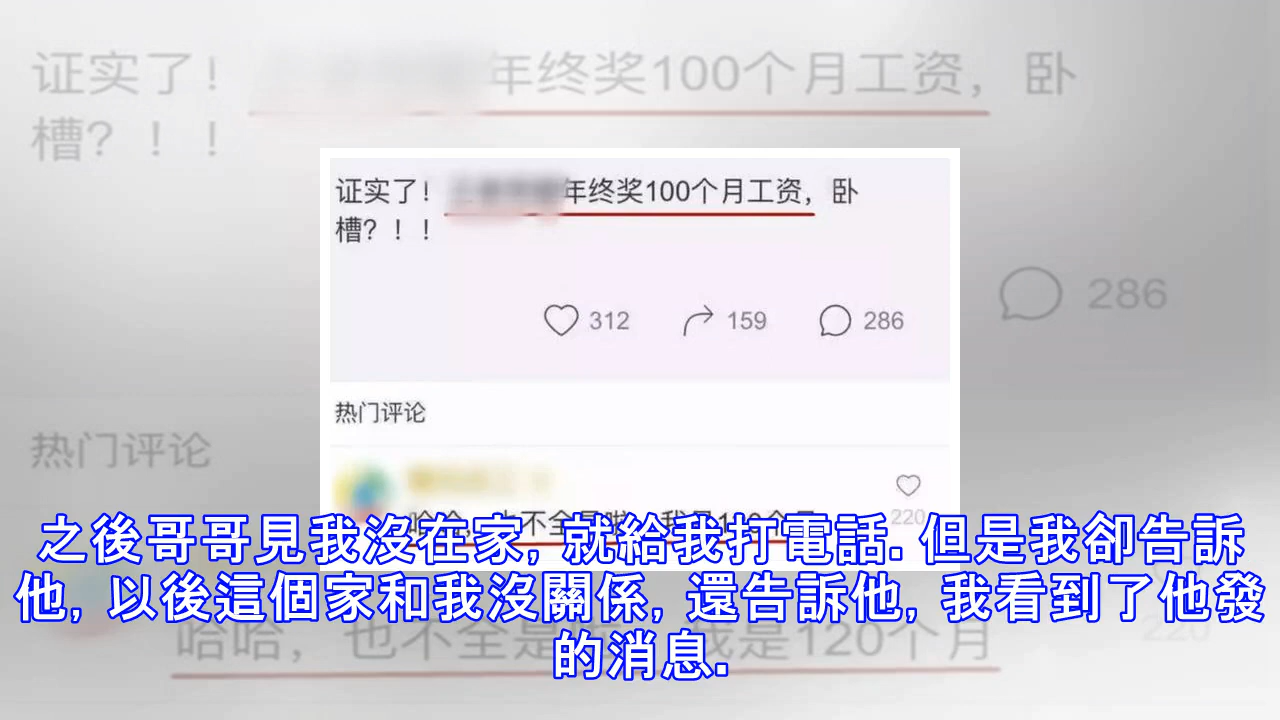 证实了！ 年终奖100个月工资，卧
槽？！！
证实了！ 年终奖100个月工资，卧
槽？！！
312 159 286
286
热门评论
热门评论
220
之後哥哥見我沒在家, 就給我打電話. 但是我卻告訴
他, 以後這個家和我沒關係, 還告訴他, 我看到了他發
的消息.
哈哈，也不全是 我是120个月
220